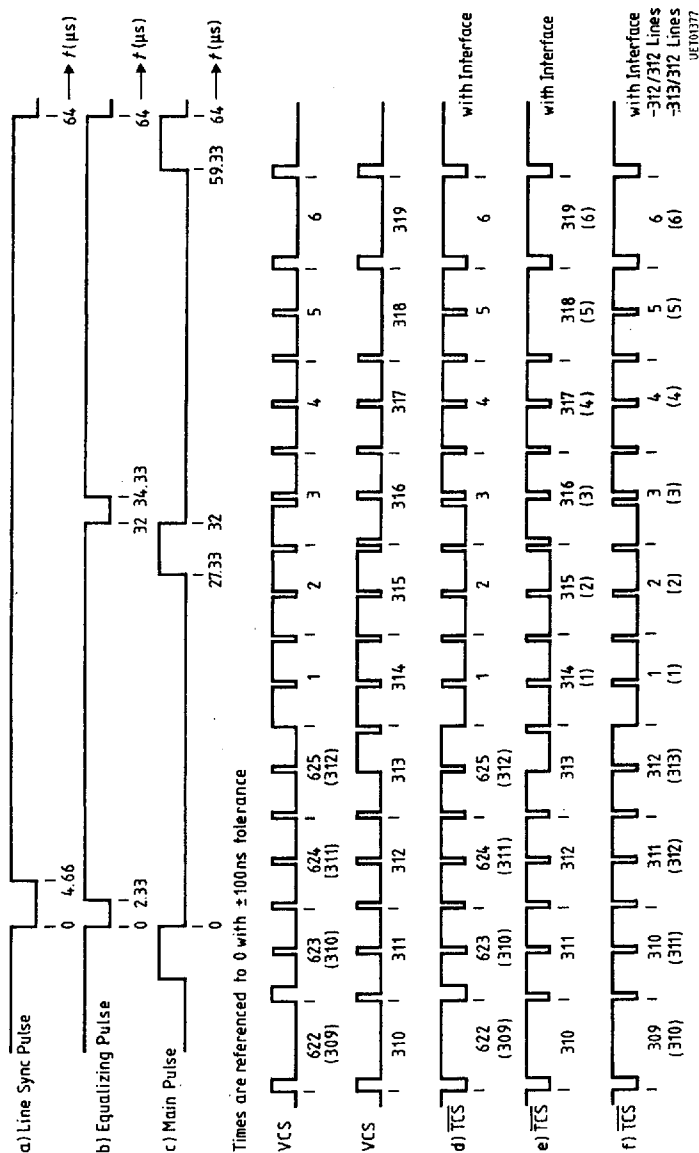 a) Line Sync Pulse
0 4.66 64 t (µs)
b) Equalizing Pulse
0 2.33 32 34.33 64 t (µs)
c) Main Pulse
0 27.33 32 59.33 64 t (µs)
Times are referenced to 0 with ±100ns tolerance
VCS
622 623 624 625 1 2 3 4 5 6
(309) (310) (311) (312)
VCS
310 311 312 313 314 315 316 317 318 319
d) TCS with Interface
622 623 624 625 1 2 3 4 5 6
(309) (310) (311) (312)
e) TCS with Interface
310 311 312 313 314 315 316 317 318 319
(1) (2) (3) (4) (5) (6)
f) TCS with Interface
309 310 311 312 1 2 3 4 5 6 -312/312 Lines
(310) (311) (312) (313) (1) (2) (3) (4) (5) (6) -313/312 Lines
UET01377